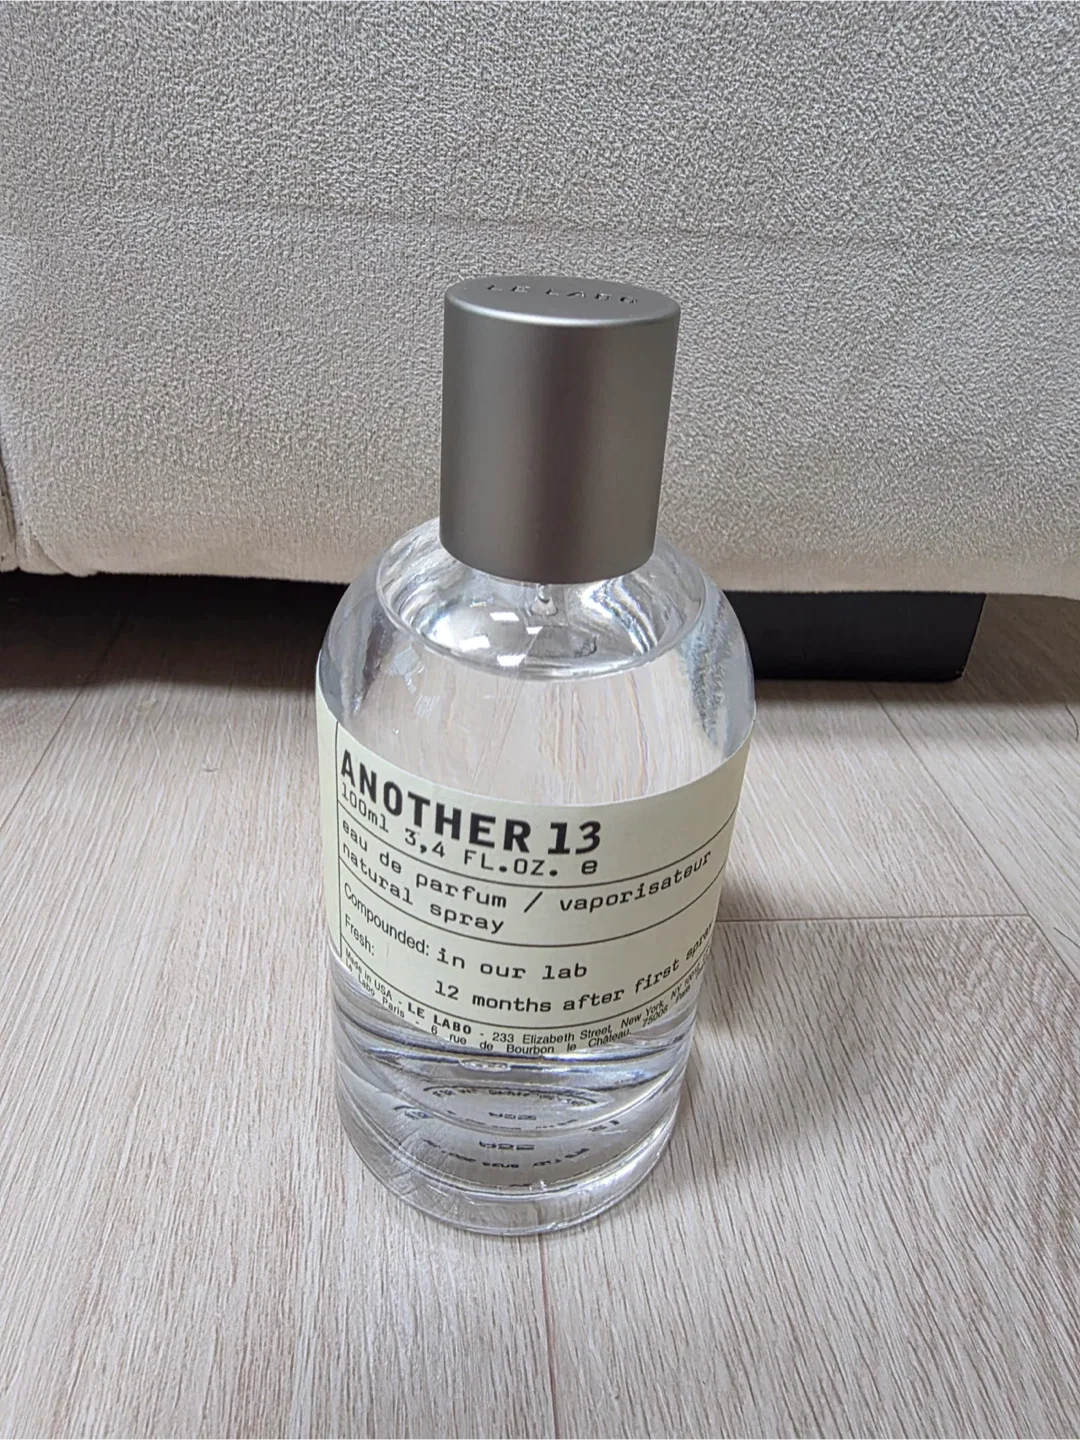 LE LABO
ANOTHER 13
100ml 3,4 FL.OZ. e
eau de parfum / vaporisateur
natural spray
Compounded: in our lab
Fresh: 12 months after first spray
Made in USA - LE LABO - 233 Elizabeth Street, New York, NY
Le Labo Paris - 6 rue de Bourbon le Château, 75006 Paris